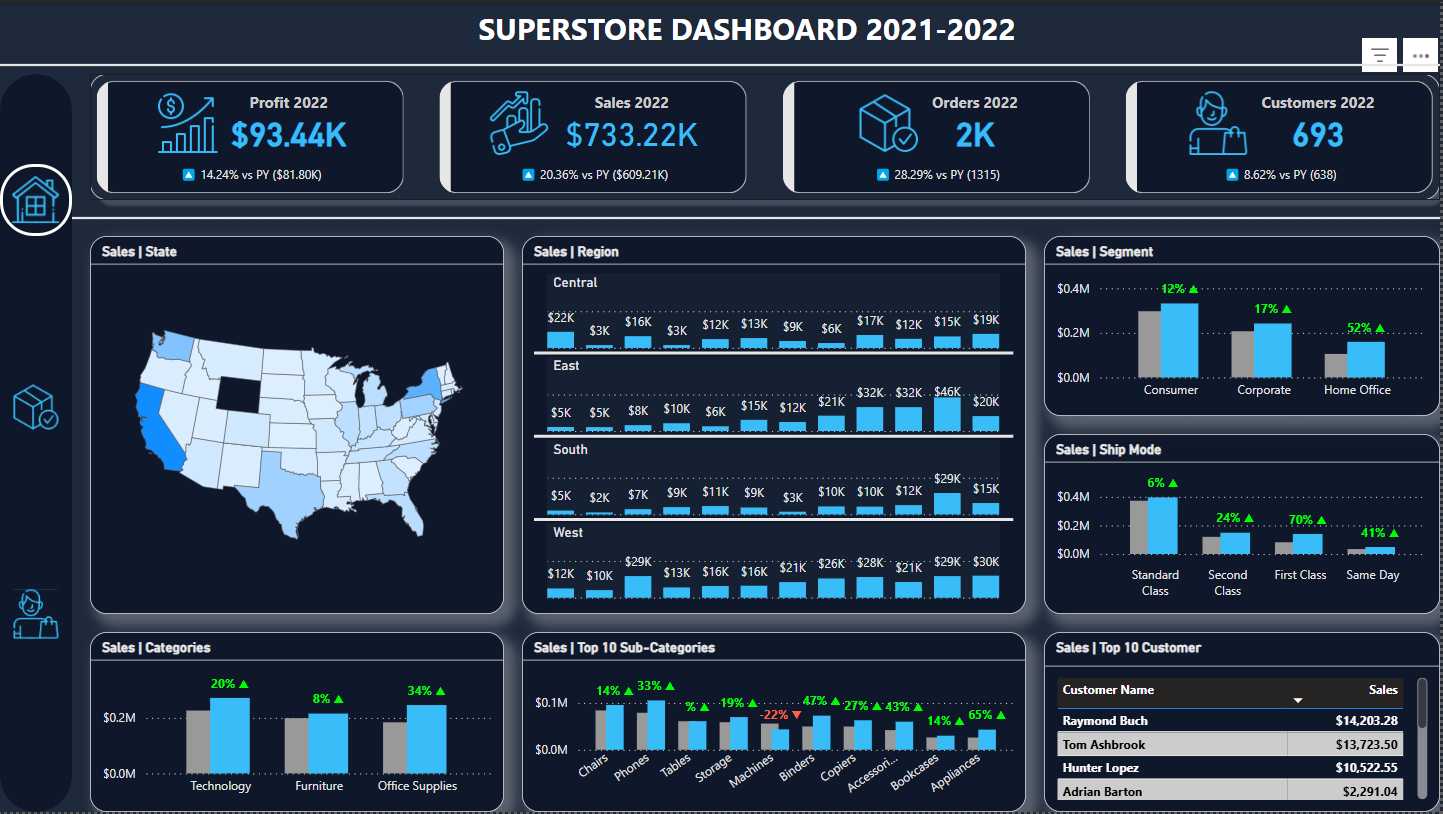 SUPERSTORE DASHBOARD 2021-2022
Profit 2022
$93.44K
14.24% vs PY ($81.80K)
Sales 2022
$733.22K
20.36% vs PY ($609.21K)
Orders 2022
2K
28.29% vs PY (1315)
Customers 2022
693
8.62% vs PY (638)
Sales | State
Sales | Region
Central
$22K $3K $16K $3K $12K $13K $9K $6K $17K $12K $15K $19K
East
$5K $5K $8K $10K $6K $15K $12K $21K $32K $32K $46K $20K
South
$5K $2K $7K $9K $11K $9K $3K $10K $10K $12K $29K $15K
West
$12K $10K $29K $13K $16K $16K $21K $26K $28K $21K $29K $30K
Sales | Segment
$0.4M
$0.2M
$0.0M
12% ▲ 17% ▲ 52% ▲
Consumer Corporate Home Office
Sales | Ship Mode
$0.4M
$0.2M
$0.0M
6% ▲ 24% ▲ 70% ▲ 41% ▲
Standard Class
Second Class
First Class
Same Day
Sales | Categories
$0.2M
$0.0M
20% ▲ 8% ▲ 34% ▲
Technology Furniture Office Supplies
Sales | Top 10 Sub-Categories
$0.1M
$0.0M
14% ▲ 33% ▲ % ▲ 19% ▲ -22% ▼ 47% ▲ 27% ▲ 43% ▲ 14% ▲ 65% ▲
Chairs Phones Tables Storage Machines Binders Copiers Accessori... Bookcases Appliances
Sales | Top 10 Customer
Customer Name Sales
Raymond Buch $14,203.28
Tom Ashbrook $13,723.50
Hunter Lopez $10,522.55
Adrian Barton $2,291.04